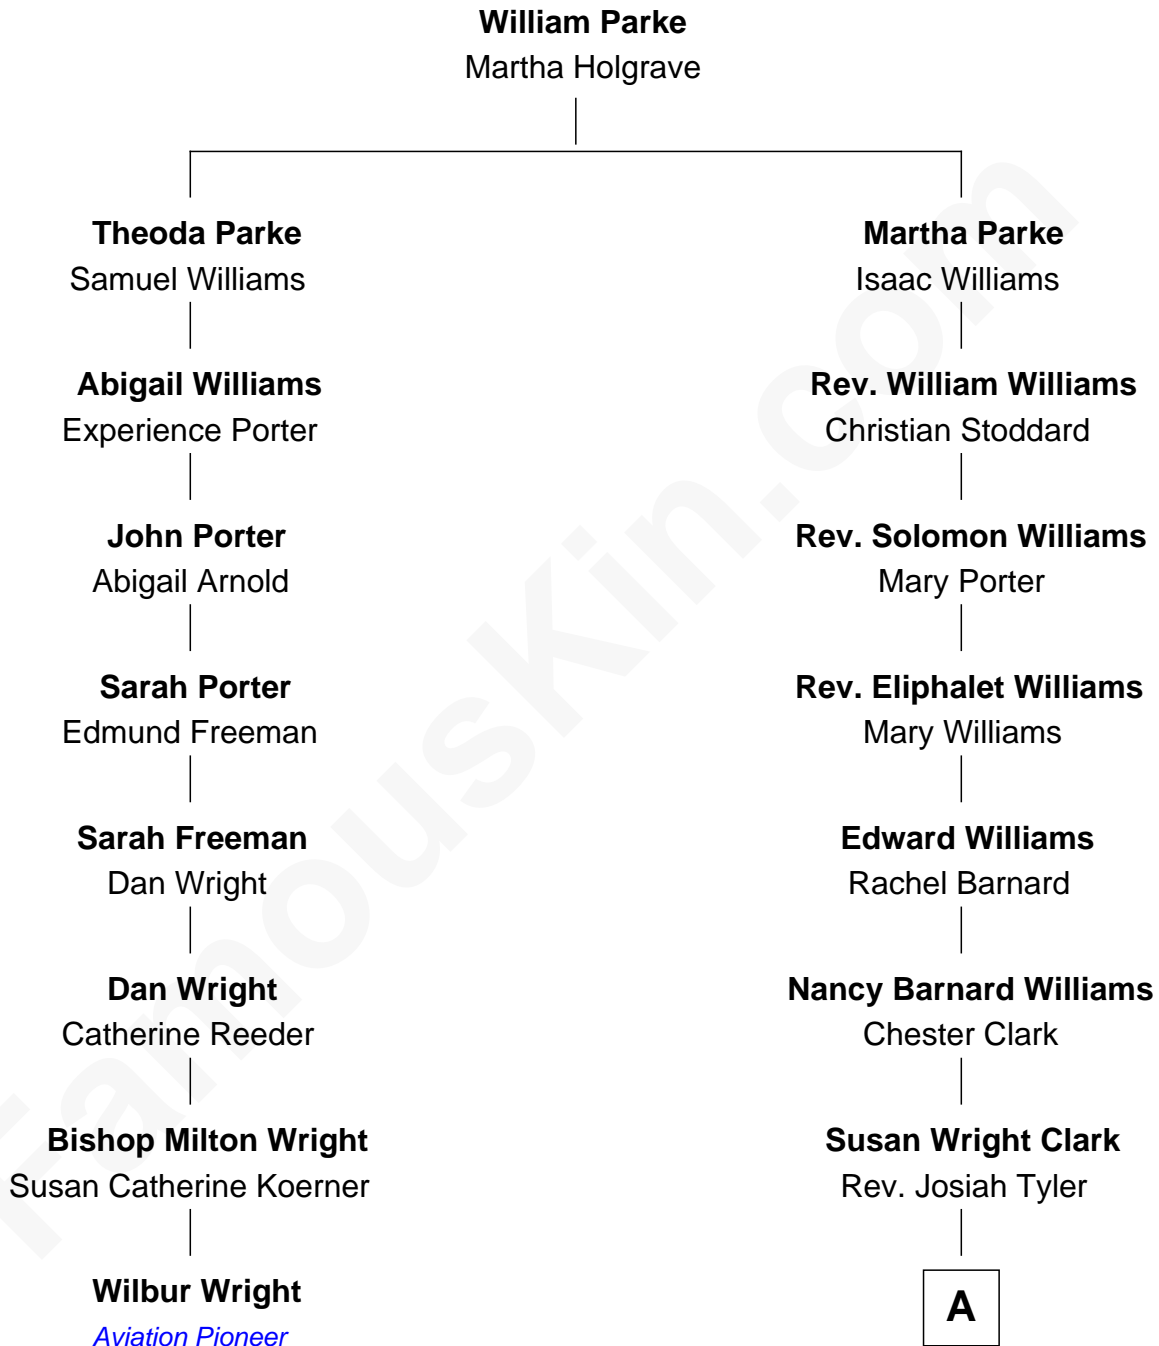 William Parke
Martha Holgrave
Theoda Parke
Samuel Williams
Martha Parke
Isaac Williams
Abigail Williams
Experience Porter
Rev. William Williams
Christian Stoddard
John Porter
Abigail Arnold
Rev. Solomon Williams
Mary Porter
Sarah Porter
Edmund Freeman
Rev. Eliphalet Williams
Mary Williams
Sarah Freeman
Dan Wright
Edward Williams
Rachel Barnard
Dan Wright
Catherine Reeder
Nancy Barnard Williams
Chester Clark
Bishop Milton Wright
Susan Catherine Koerner
Susan Wright Clark
Rev. Josiah Tyler
Wilbur Wright
Aviation Pioneer
A
FamousKin.com